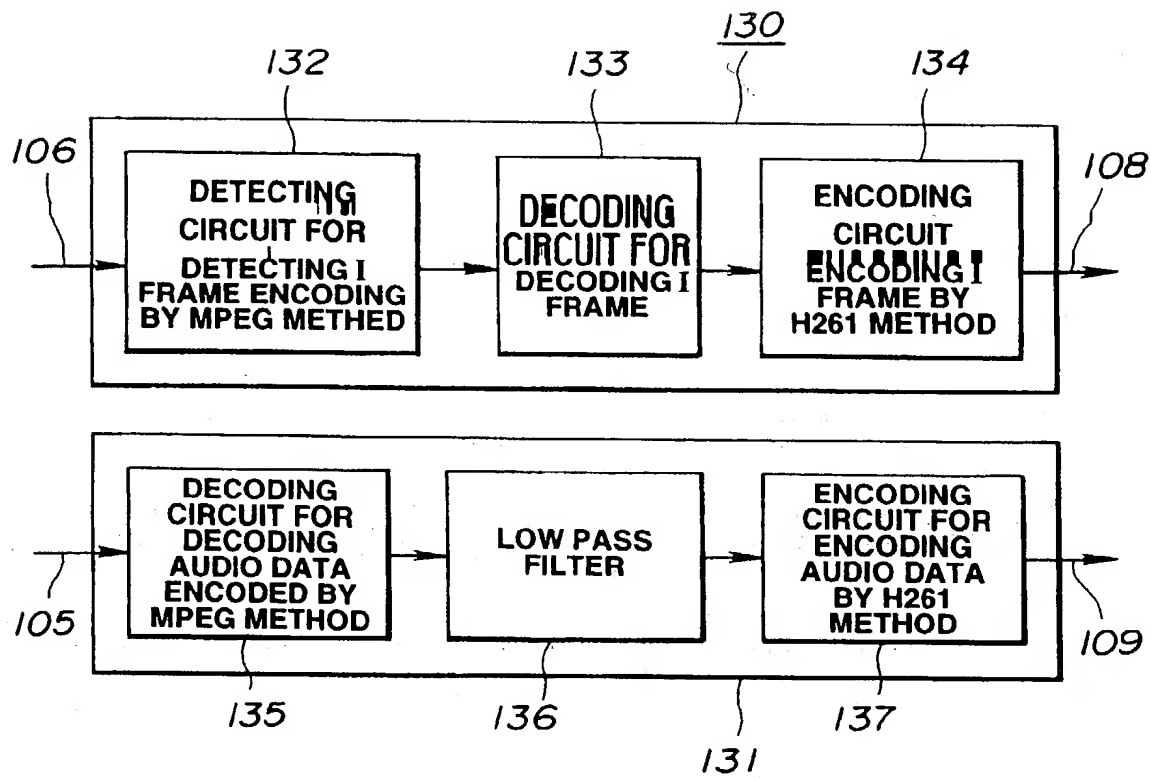 130
132
133
134
106
108
DETECTING
CIRCUIT FOR
DETECTING I
FRAME ENCODING
BY MPEG METHED
DECODING
CIRCUIT FOR
DECODING I
FRAME
ENCODING
CIRCUIT
ENCODING I
FRAME BY
H261 METHOD
DECODING
CIRCUIT FOR
DECODING
AUDIO DATA
ENCODED BY
MPEG METHOD
LOW PASS
FILTER
ENCODING
CIRCUIT FOR
ENCODING
AUDIO DATA
BY H261
METHOD
105
109
135
136
137
131